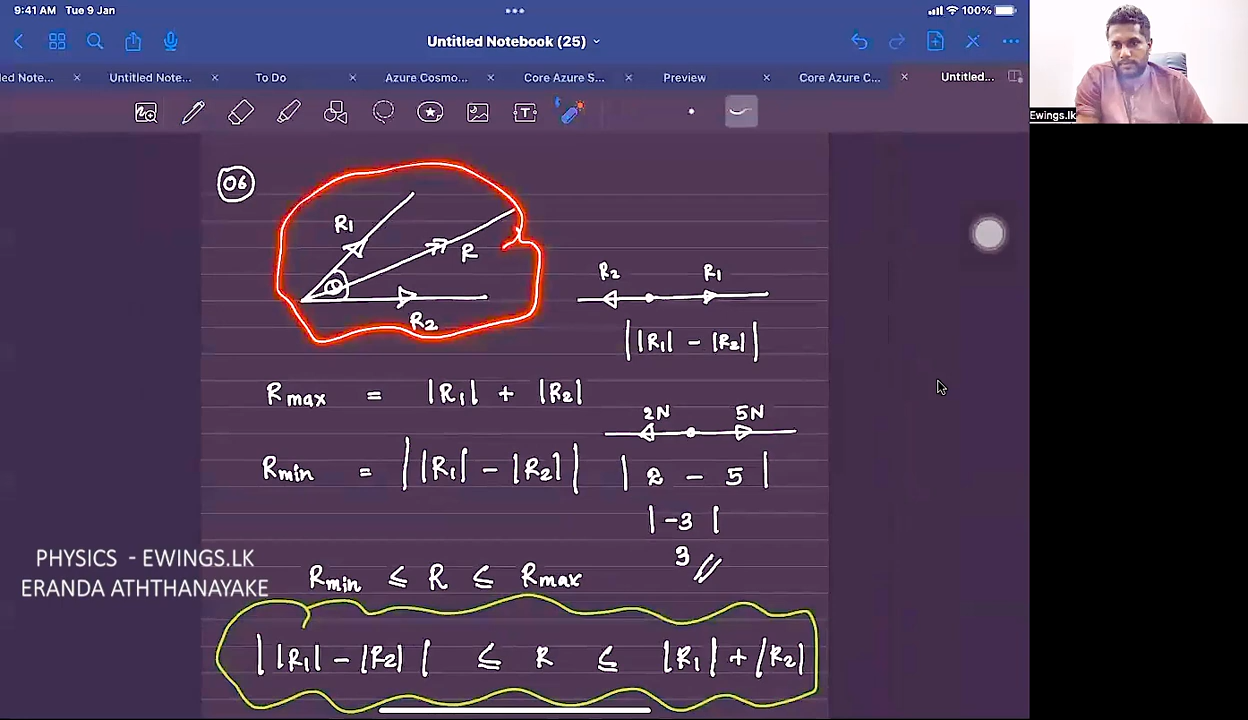 9:41 AM Tue 9 Jan
100%
Untitled Notebook (25)
led Note...
Untitled Note...
To Do
Azure Cosmo...
Core Azure S...
Preview
Core Azure C...
Untitled...
Ewings.lk
06
R1
R
R2
R2 R1
||R1| - |R2||
Rmax = |R1| + |R2|
2N 5N
Rmin = ||R1| - |R2||
|2 - 5|
|-3|
3 //
PHYSICS - EWINGS.LK
ERANDA ATHTHANAYAKE
Rmin ≤ R ≤ Rmax
||R1| - |R2|| ≤ R ≤ |R1| + |R2|